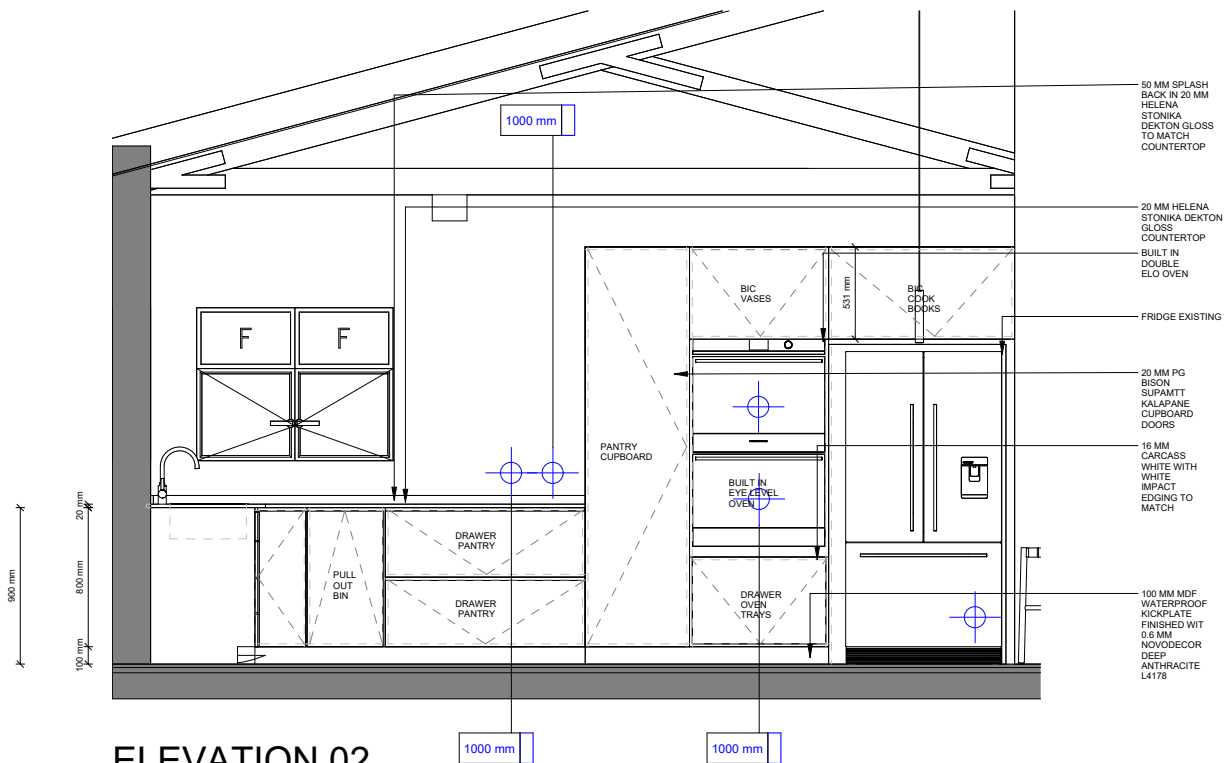 50 MM SPLASH
BACK IN 20 MM
HELENA
STONIKA
DEKTON GLOSS
TO MATCH
COUNTERTOP
1000 mm
20 MM HELENA
STONIKA DEKTON
GLOSS
COUNTERTOP
BUILT IN
DOUBLE
ELO OVEN
BIC
VASES
531 mm
BIC
COOK
BOOKS
FRIDGE EXISTING
F
F
20 MM PG
BISON
SUPAMTT
KALAPANE
CUPBOARD
DOORS
PANTRY
CUPBOARD
16 MM
CARCASS
WHITE WITH
WHITE
IMPACT
EDGING TO
MATCH
BUILT IN
EYE LEVEL
OVEN
20 mm
900 mm
800 mm
100 mm
DRAWER
PANTRY
PULL
OUT
BIN
DRAWER
PANTRY
DRAWER
OVEN
TRAYS
100 MM MDF
WATERPROOF
KICKPLATE
FINISHED WIT
0.6 MM
NOVODECOR
DEEP
ANTHRACITE
L4178
1000 mm
1000 mm
ELEVATION 02